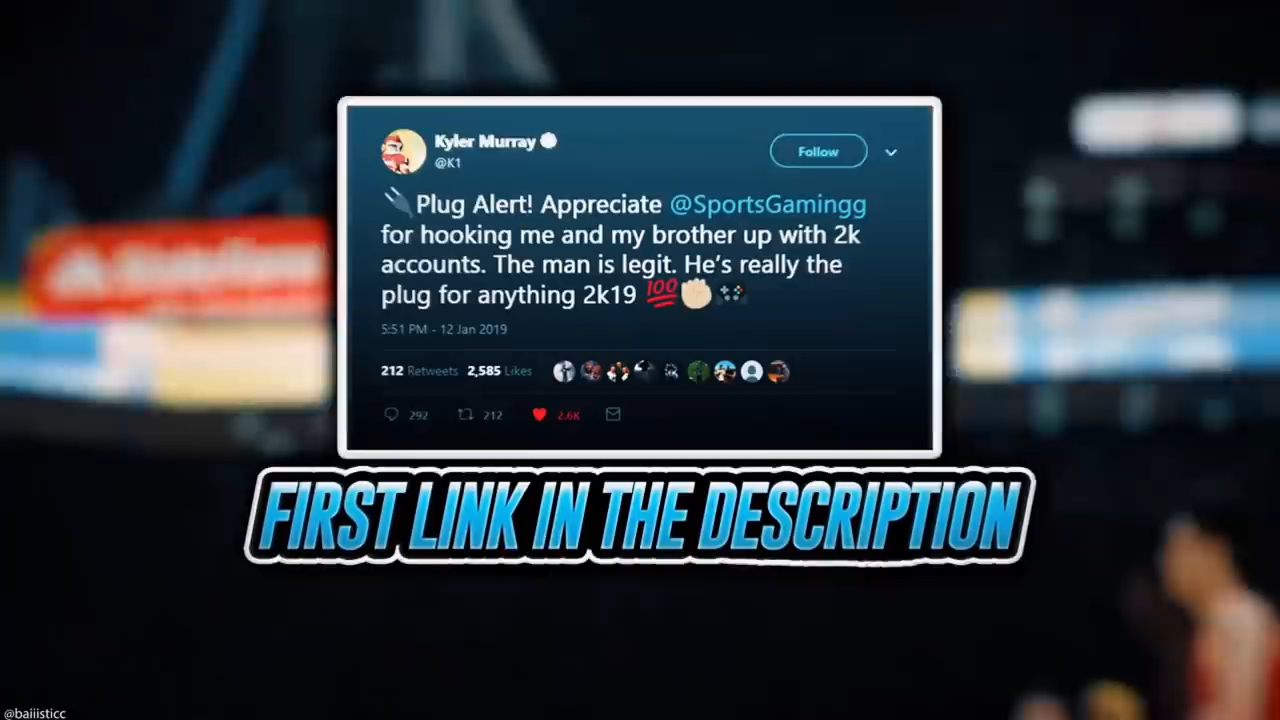 Kyler Murray
@K1
Follow
🔌Plug Alert! Appreciate @SportsGamingg
for hooking me and my brother up with 2k
accounts. The man is legit. He's really the
plug for anything 2k19 💯✊🏼🎮
5:51 PM - 12 Jan 2019
212 Retweets 2,585 Likes
292 212 2.6K
FIRST LINK IN THE DESCRIPTION
@baiiisticc